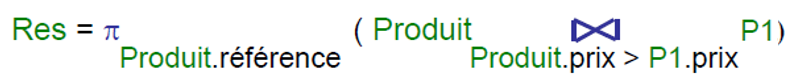 Res = π Produit.référence ( Produit ⋈ Produit.prix > P1.prix P1)